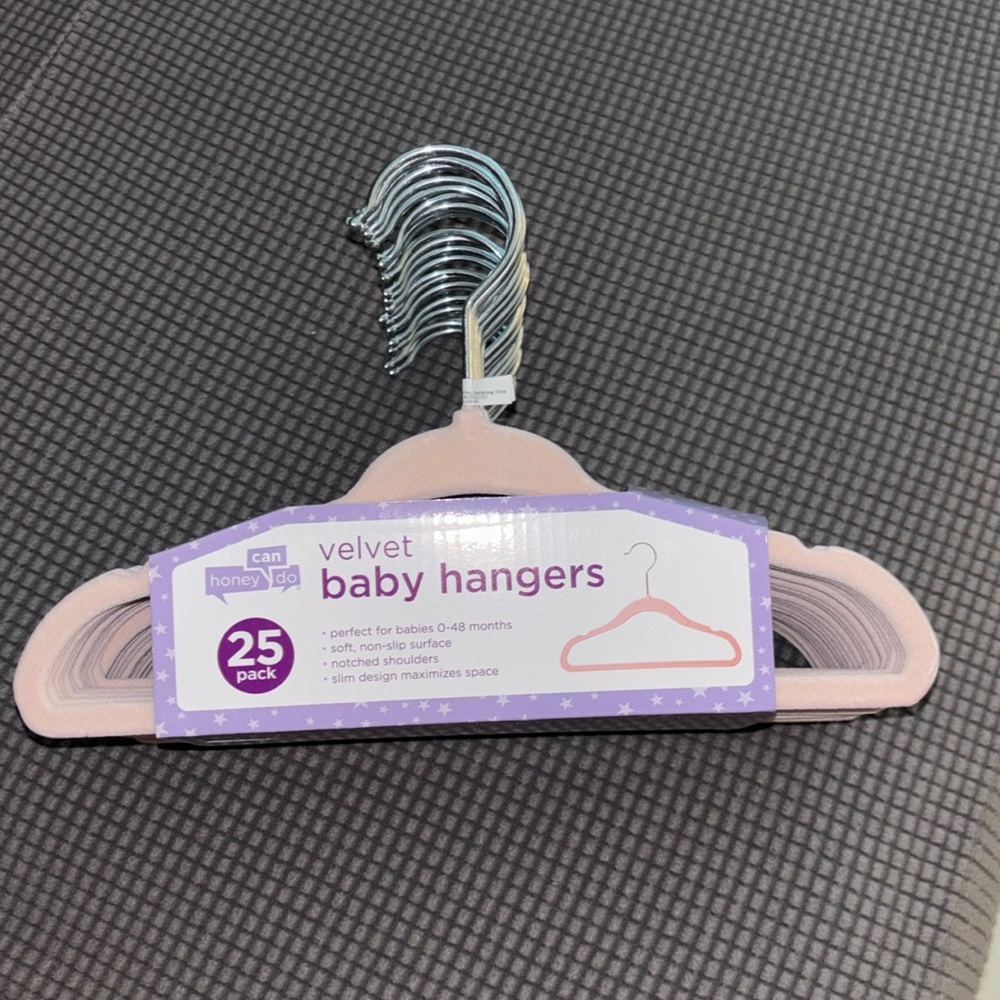 China
can
honey do
velvet
baby hangers
25
pack
• perfect for babies 0-48 months
• soft, non-slip surface
• notched shoulders
• slim design maximizes space